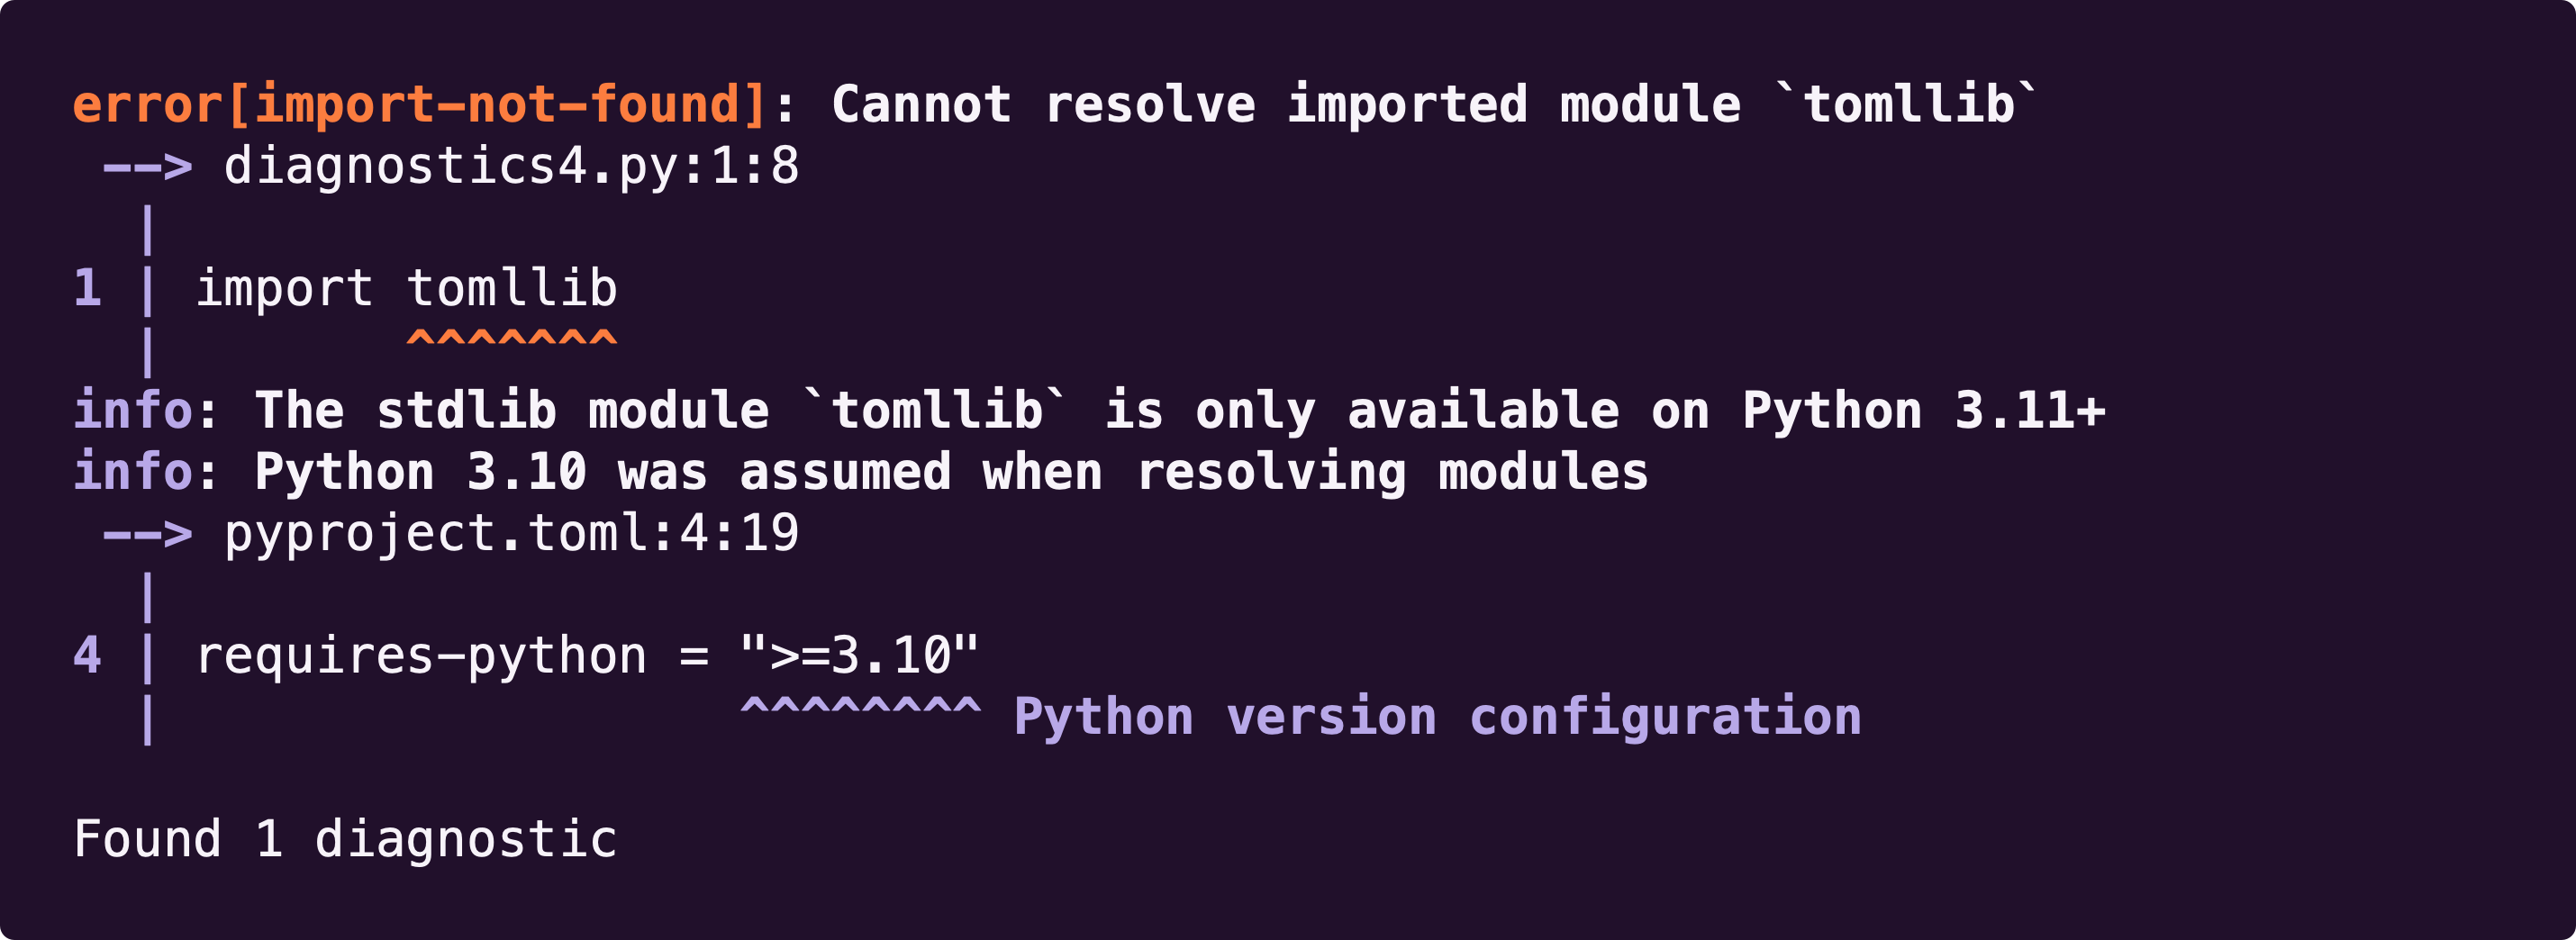 error[import-not-found]: Cannot resolve imported module `tomllib`
 --> diagnostics4.py:1:8
  |
1 | import tomllib
  |        ^^^^^^^
info: The stdlib module `tomllib` is only available on Python 3.11+
info: Python 3.10 was assumed when resolving modules
 --> pyproject.toml:4:19
  |
4 | requires-python = ">=3.10"
  |                   ^^^^^^^^ Python version configuration
Found 1 diagnostic